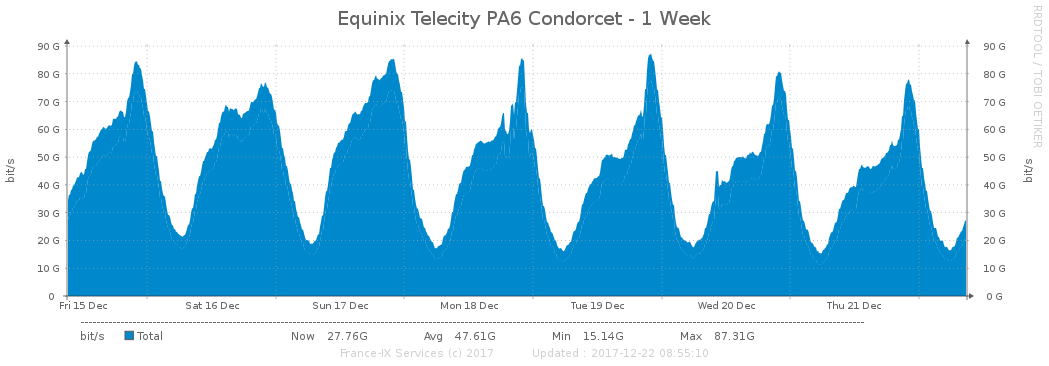 Equinix Telecity PA6 Condorcet - 1 Week
RRDTOOL / TOBI OETIKER
bit/s
90 G 90 G
80 G 80 G
70 G 70 G
60 G 60 G
50 G 50 G
40 G 40 G
30 G 30 G
20 G 20 G
10 G 10 G
0 0 G
bit/s
Fri 15 Dec Sat 16 Dec Sun 17 Dec Mon 18 Dec Tue 19 Dec Wed 20 Dec Thu 21 Dec
bit/s Total Now 27.76G Avg 47.61G Min 15.14G Max 87.31G
France-IX Services (c) 2017 Updated : 2017-12-22 08:55:10